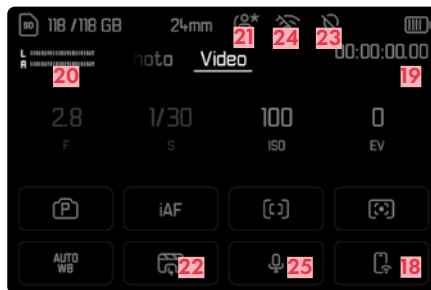 SD 118 /118 GB 24mm 21 24 23
L
R 20 hoto Video 00:00:00.00 19
2.8 1/30 100 0
F S ISO EV
P iAF
AUTO
WB 22 25 18